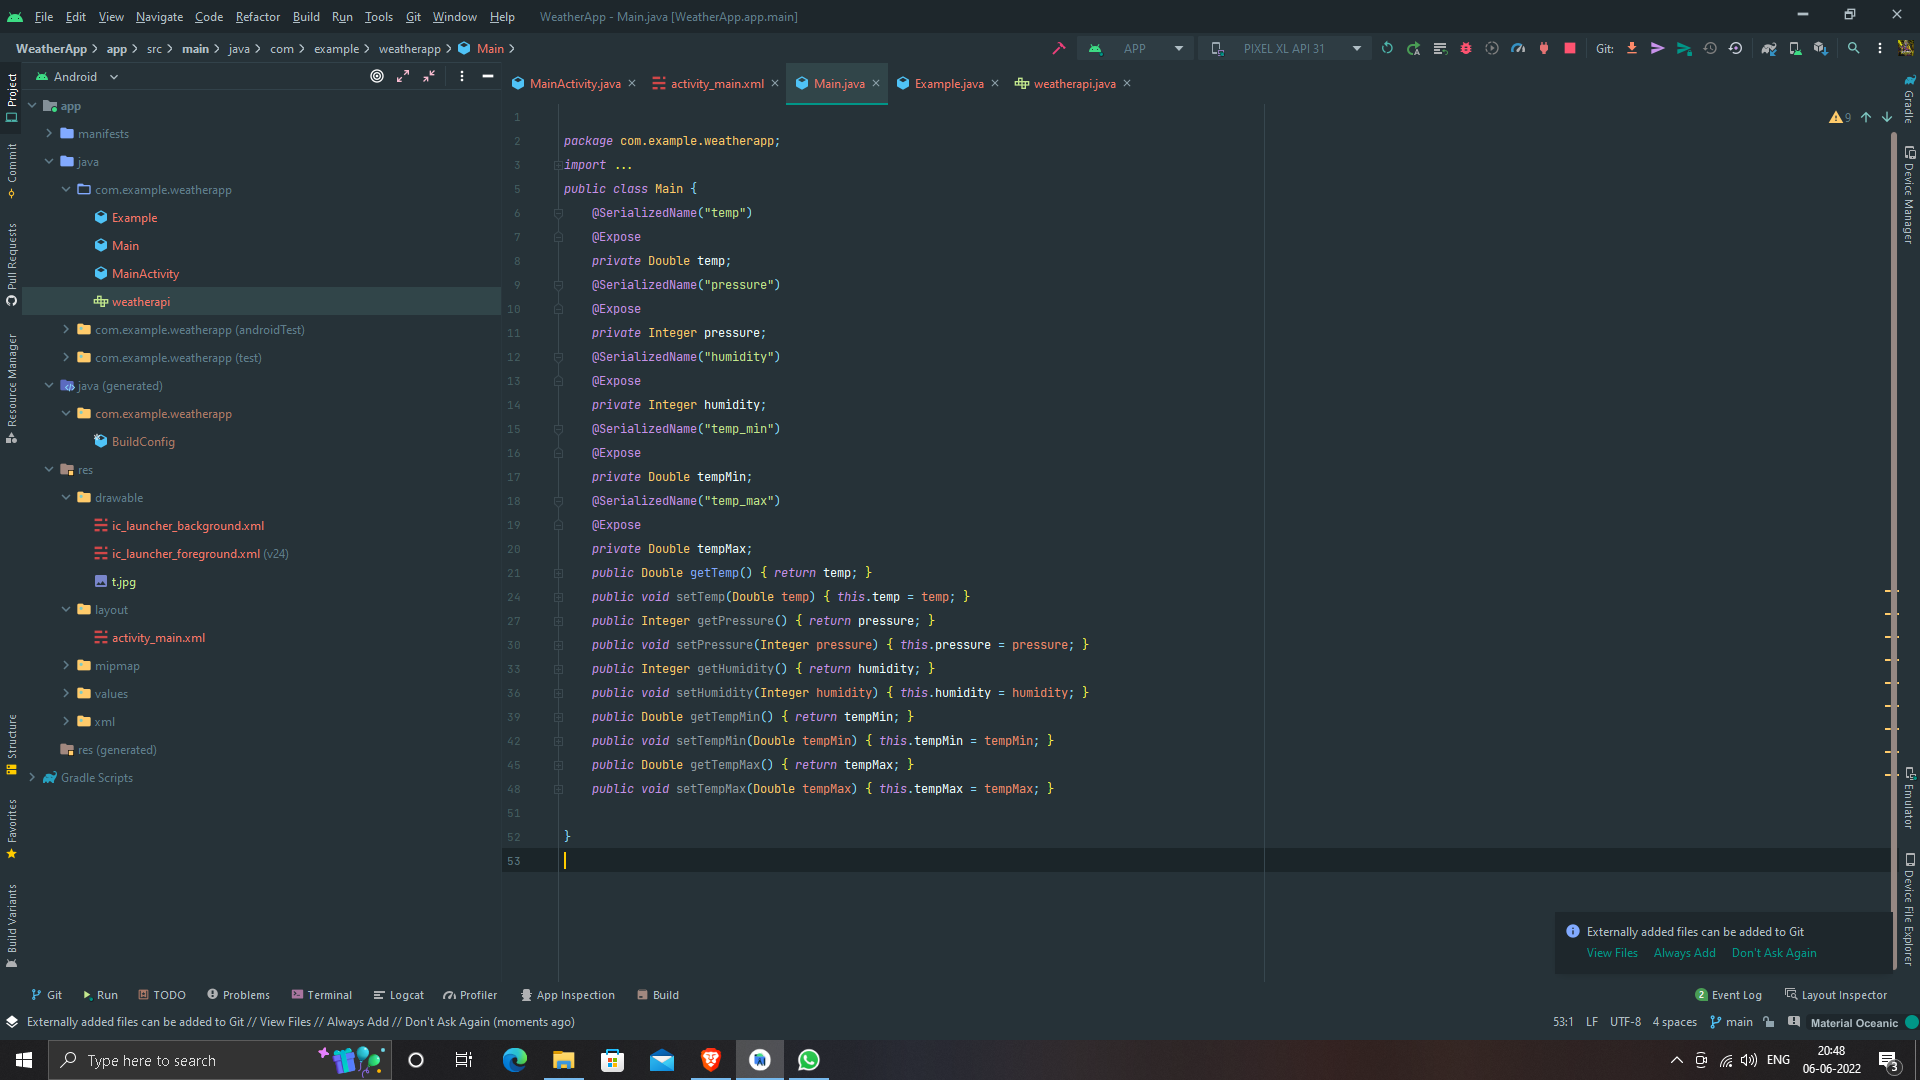 File Edit View Navigate Code Refactor Build Run Tools Git Window Help WeatherApp - Main.java [WeatherApp.app.main]
WeatherApp app src main java com example weatherapp Main APP PIXEL XL API 31 Git:
Project
Commit
Pull Requests
Resource Manager
Structure
Favorites
Build Variants
Android
app
manifests
java
com.example.weatherapp
Example
Main
MainActivity
weatherapi
com.example.weatherapp (androidTest)
com.example.weatherapp (test)
java (generated)
com.example.weatherapp
BuildConfig
res
drawable
ic_launcher_background.xml
ic_launcher_foreground.xml (v24)
t.jpg
layout
activity_main.xml
mipmap
values
xml
res (generated)
Gradle Scripts
MainActivity.java activity_main.xml Main.java Example.java weatherapi.java
9
1
2 package com.example.weatherapp;
3 import ...
5 public class Main {
6 @SerializedName("temp")
7 @Expose
8 private Double temp;
9 @SerializedName("pressure")
10 @Expose
11 private Integer pressure;
12 @SerializedName("humidity")
13 @Expose
14 private Integer humidity;
15 @SerializedName("temp_min")
16 @Expose
17 private Double tempMin;
18 @SerializedName("temp_max")
19 @Expose
20 private Double tempMax;
21 public Double getTemp() { return temp; }
24 public void setTemp(Double temp) { this.temp = temp; }
27 public Integer getPressure() { return pressure; }
30 public void setPressure(Integer pressure) { this.pressure = pressure; }
33 public Integer getHumidity() { return humidity; }
36 public void setHumidity(Integer humidity) { this.humidity = humidity; }
39 public Double getTempMin() { return tempMin; }
42 public void setTempMin(Double tempMin) { this.tempMin = tempMin; }
45 public Double getTempMax() { return tempMax; }
48 public void setTempMax(Double tempMax) { this.tempMax = tempMax; }
51
52 }
53
Gradle
Device Manager
Emulator
Device File Explorer
Externally added files can be added to Git
View Files Always Add Don't Ask Again
Git Run TODO Problems Terminal Logcat Profiler App Inspection Build 2 Event Log Layout Inspector
Externally added files can be added to Git // View Files // Always Add // Don't Ask Again (moments ago) 53:1 LF UTF-8 4 spaces main Material Oceanic
Type here to search
ENG
20:48
06-06-2022
3